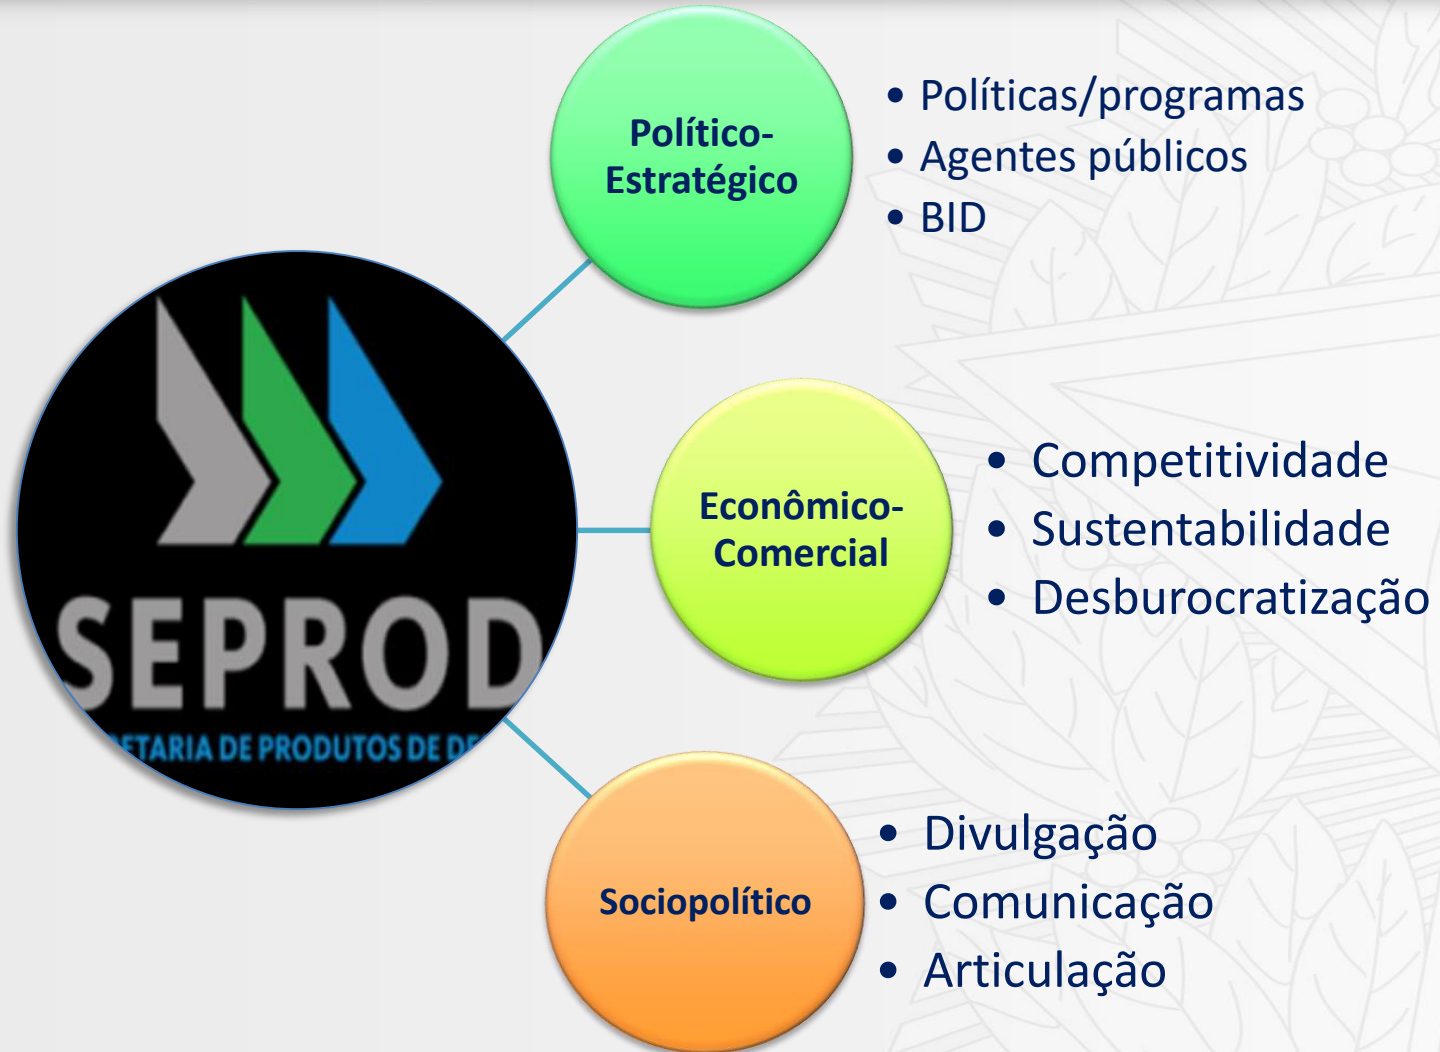 Político-
Estratégico
• Políticas/programas
• Agentes públicos
• BID
SEPROD
ETARIA DE PRODUTOS DE DE
Econômico-
Comercial
• Competitividade
• Sustentabilidade
• Desburocratização
Sociopolítico
• Divulgação
• Comunicação
• Articulação